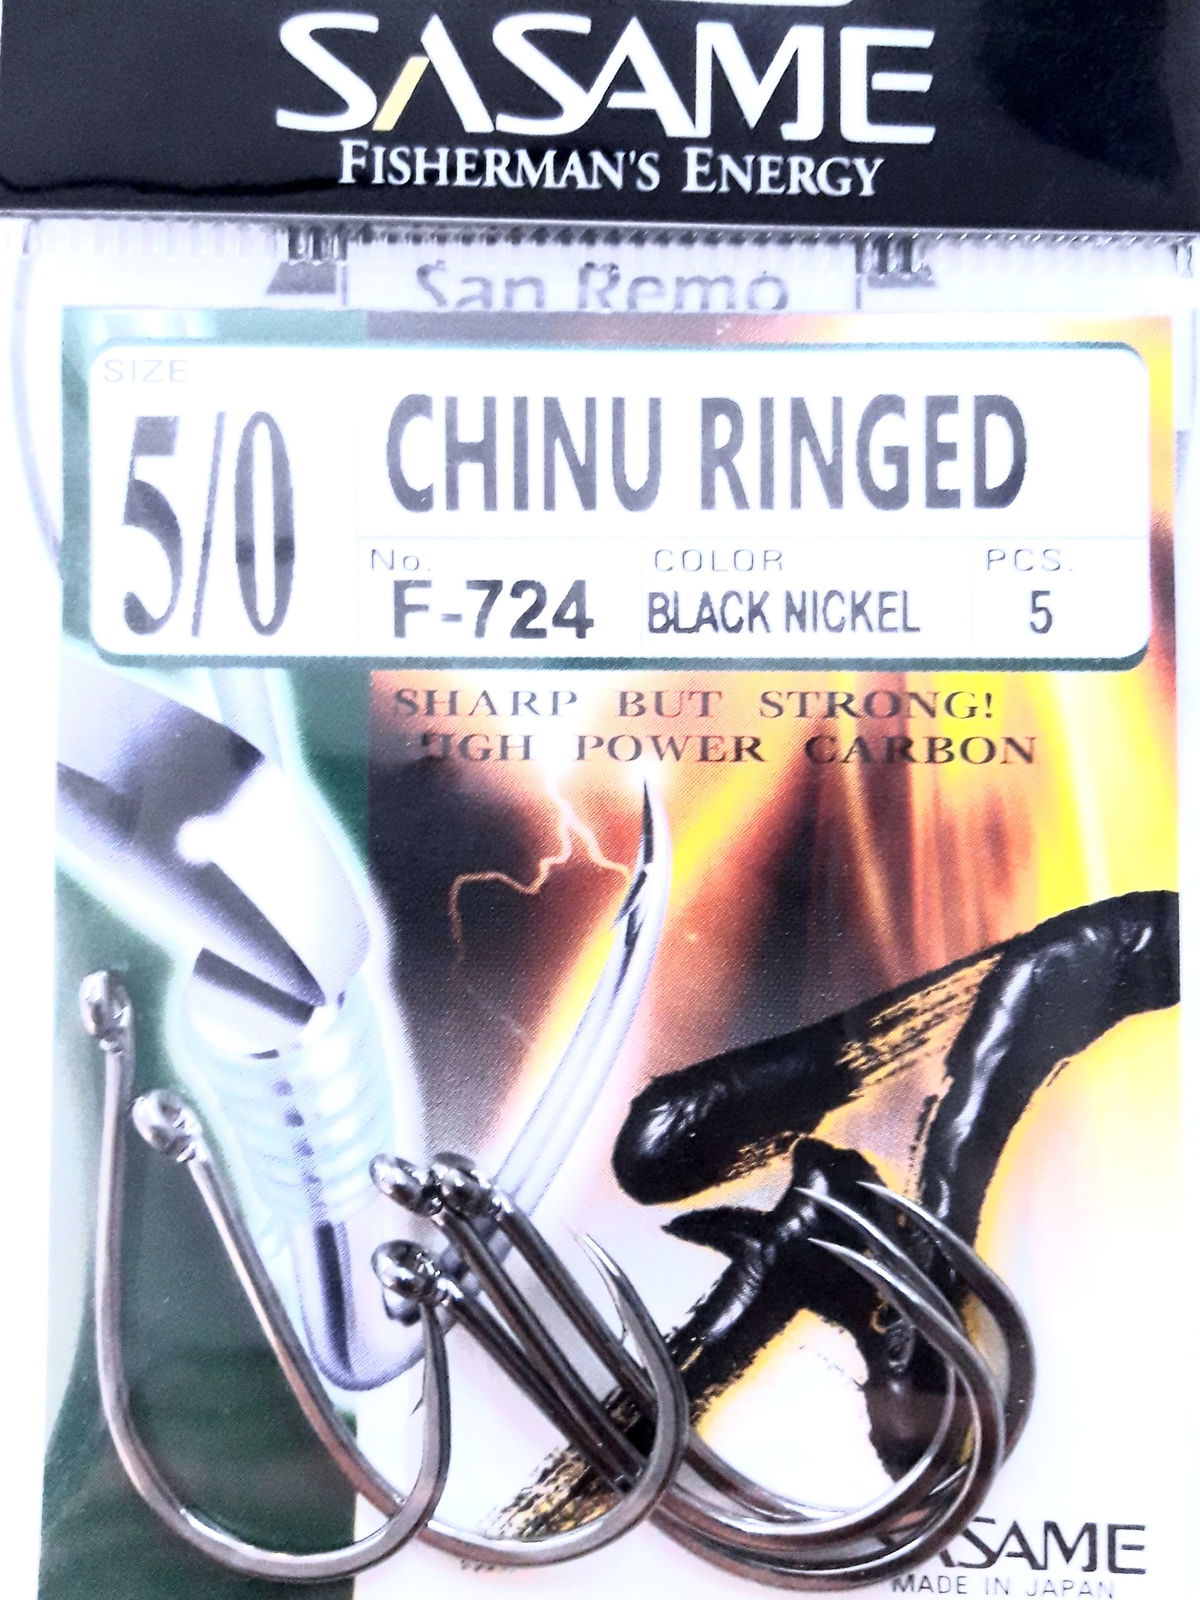 SASAME
FISHERMAN'S ENERGY
San Remo
SIZE
5/0
CHINU RINGED
No.
F-724
COLOR
BLACK NICKEL
PCS.
5
SHARP BUT STRONG!
HIGH POWER CARBON
SASAME
MADE IN JAPAN